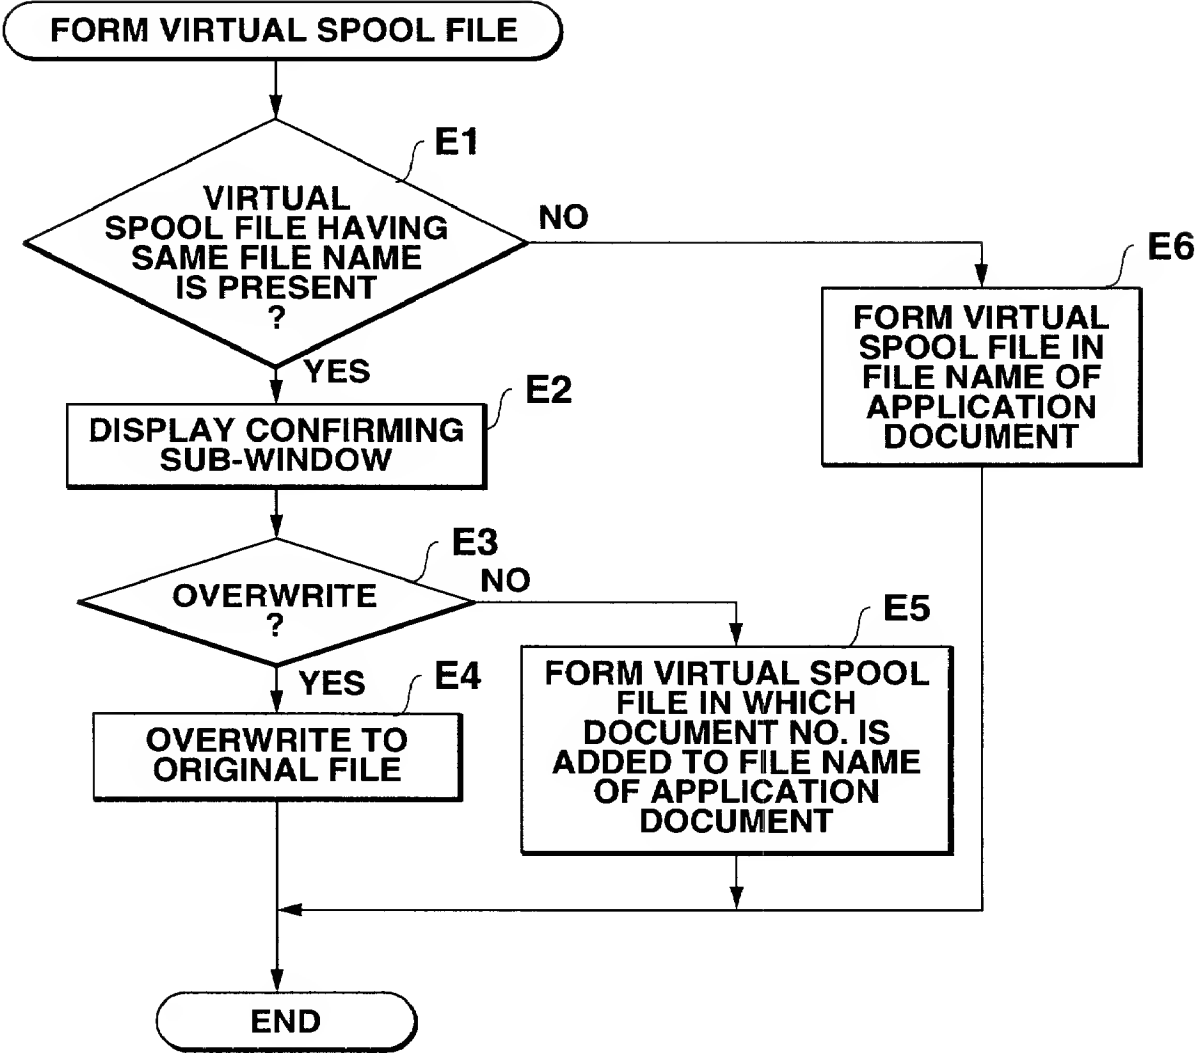 FORM VIRTUAL SPOOL FILE
E1
VIRTUAL
SPOOL FILE HAVING
SAME FILE NAME
IS PRESENT
?
NO
YES
E6
FORM VIRTUAL
SPOOL FILE IN
FILE NAME OF
APPLICATION
DOCUMENT
E2
DISPLAY CONFIRMING
SUB-WINDOW
E3
OVERWRITE
?
NO
YES
E5
FORM VIRTUAL SPOOL
FILE IN WHICH
DOCUMENT NO. IS
ADDED TO FILE NAME
OF APPLICATION
DOCUMENT
E4
OVERWRITE TO
ORIGINAL FILE
END